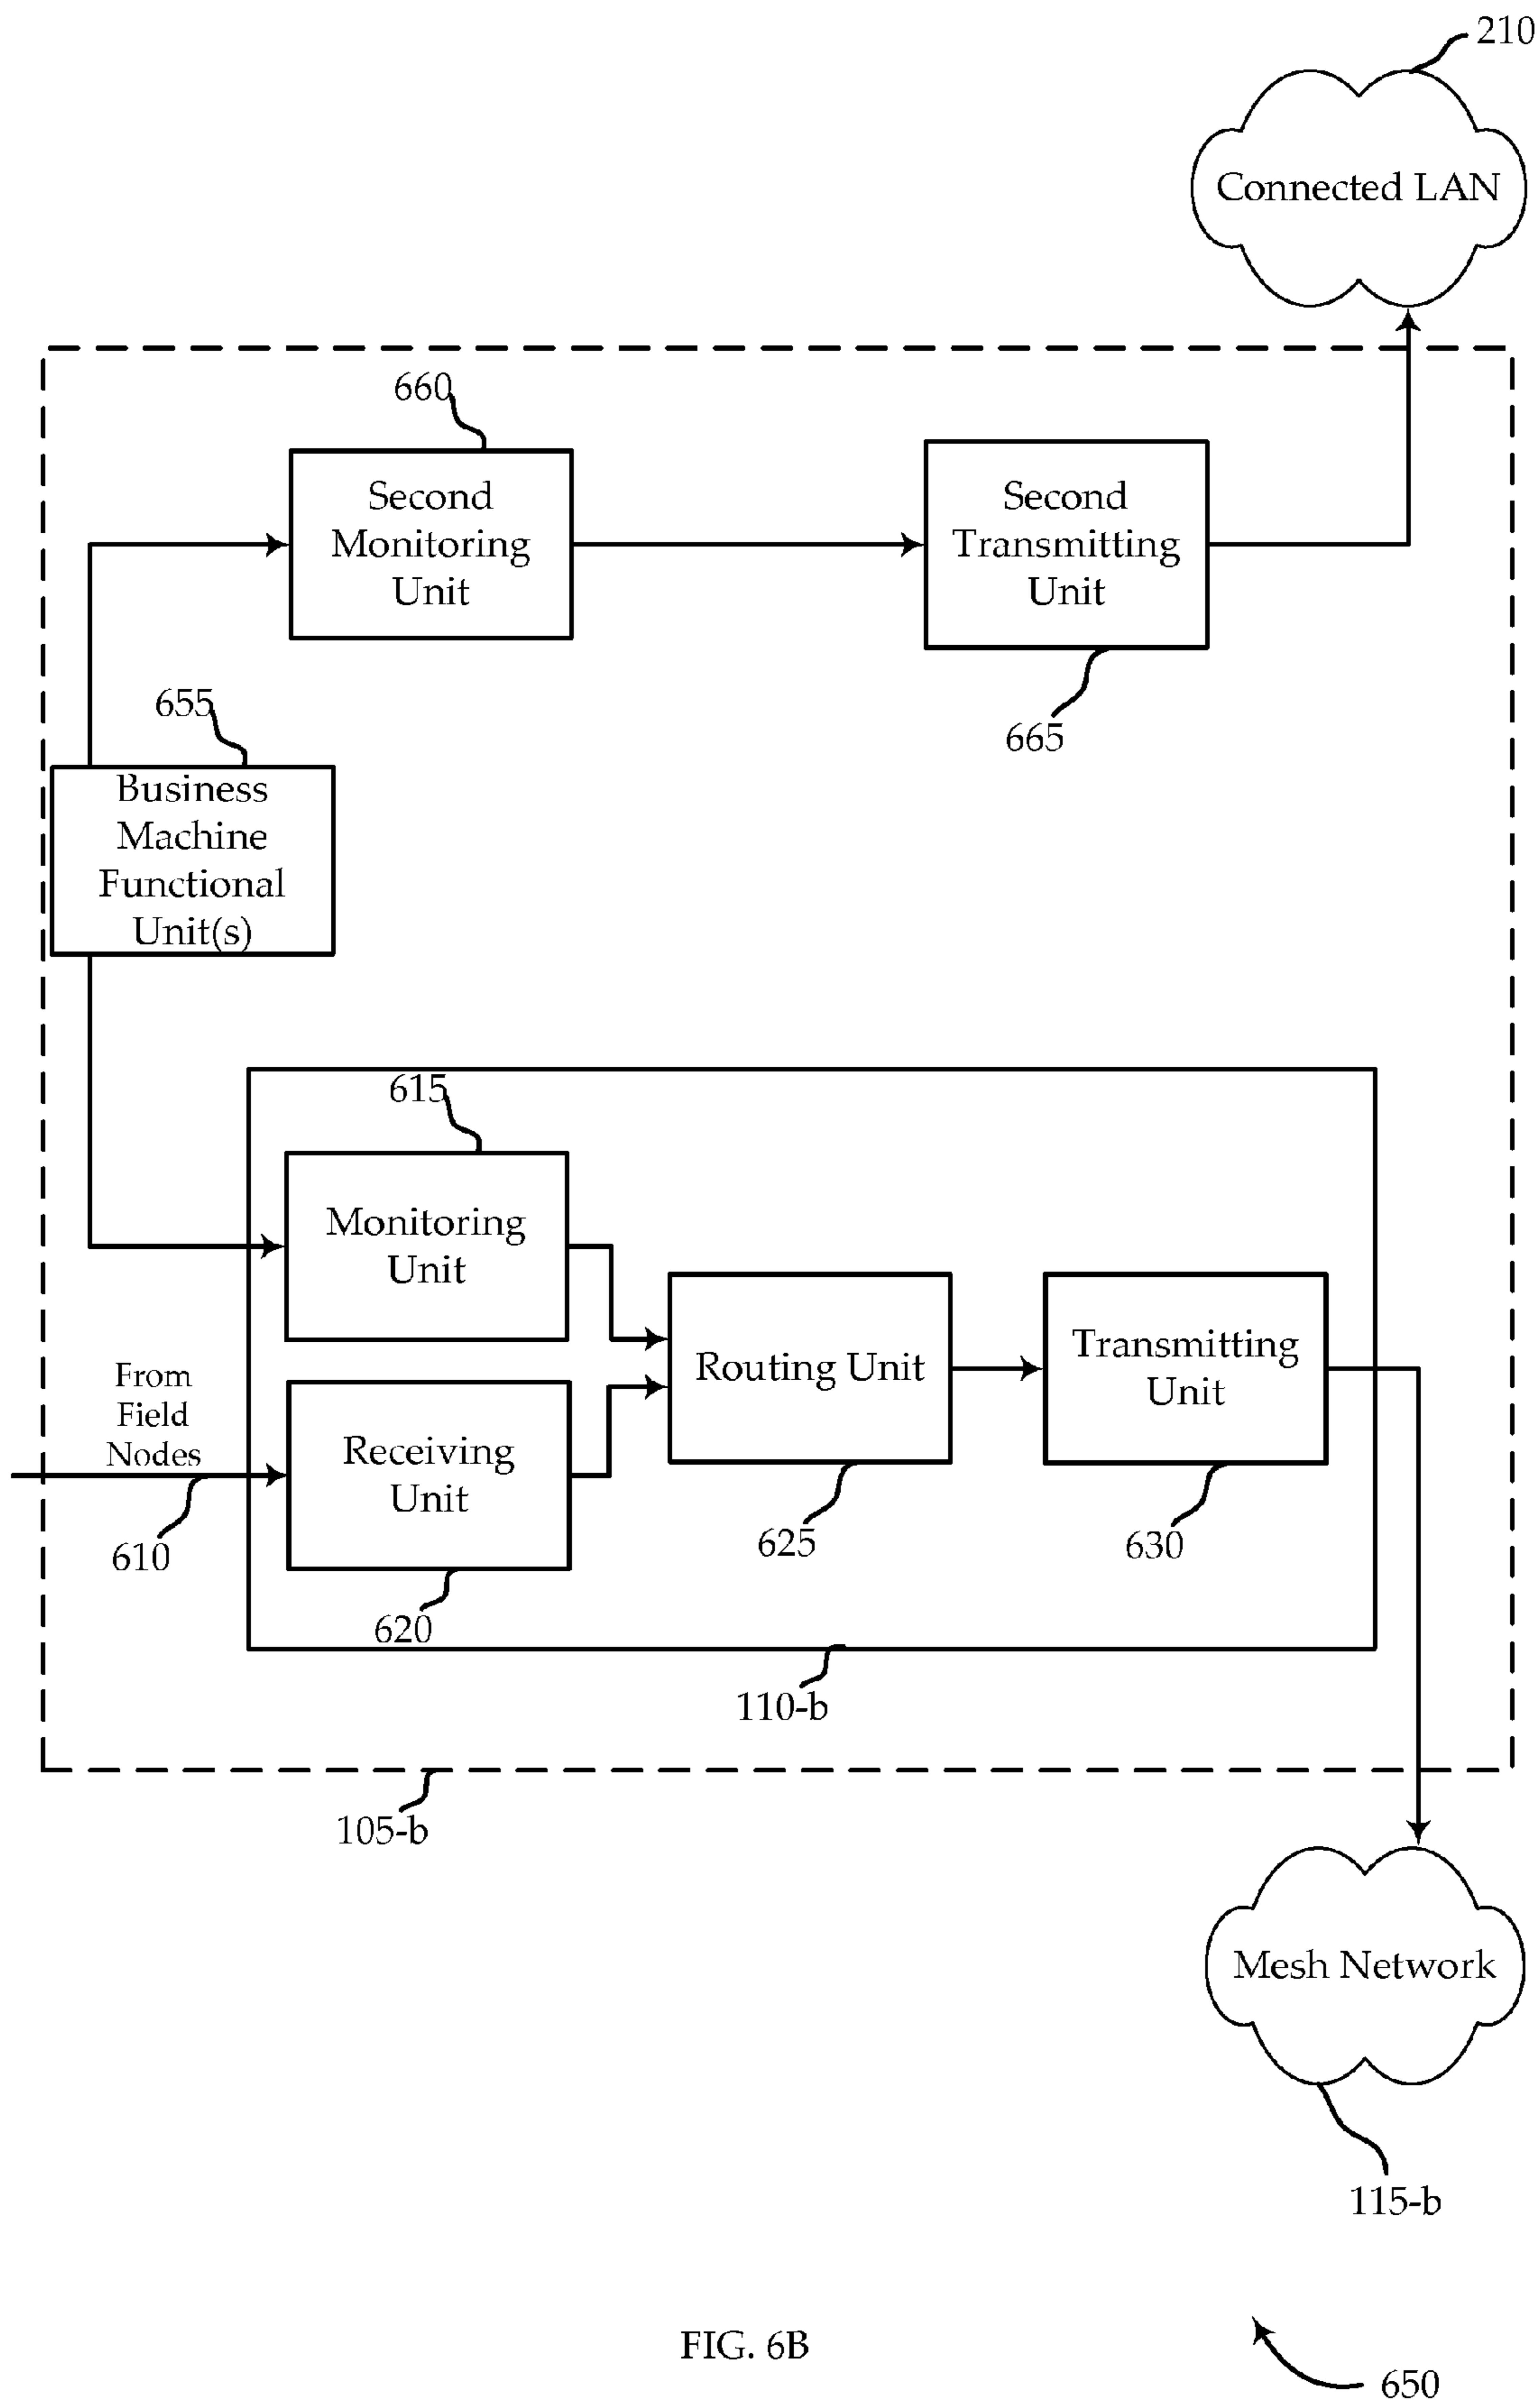 210
Connected LAN
660
Second
Monitoring
Unit
Second
Transmitting
Unit
665
655
Business
Machine
Functional
Unit(s)
615
Monitoring
Unit
From
Field
Nodes
610
Receiving
Unit
620
Routing Unit
625
Transmitting
Unit
630
110-b
105-b
Mesh Network
115-b
FIG. 6B
650